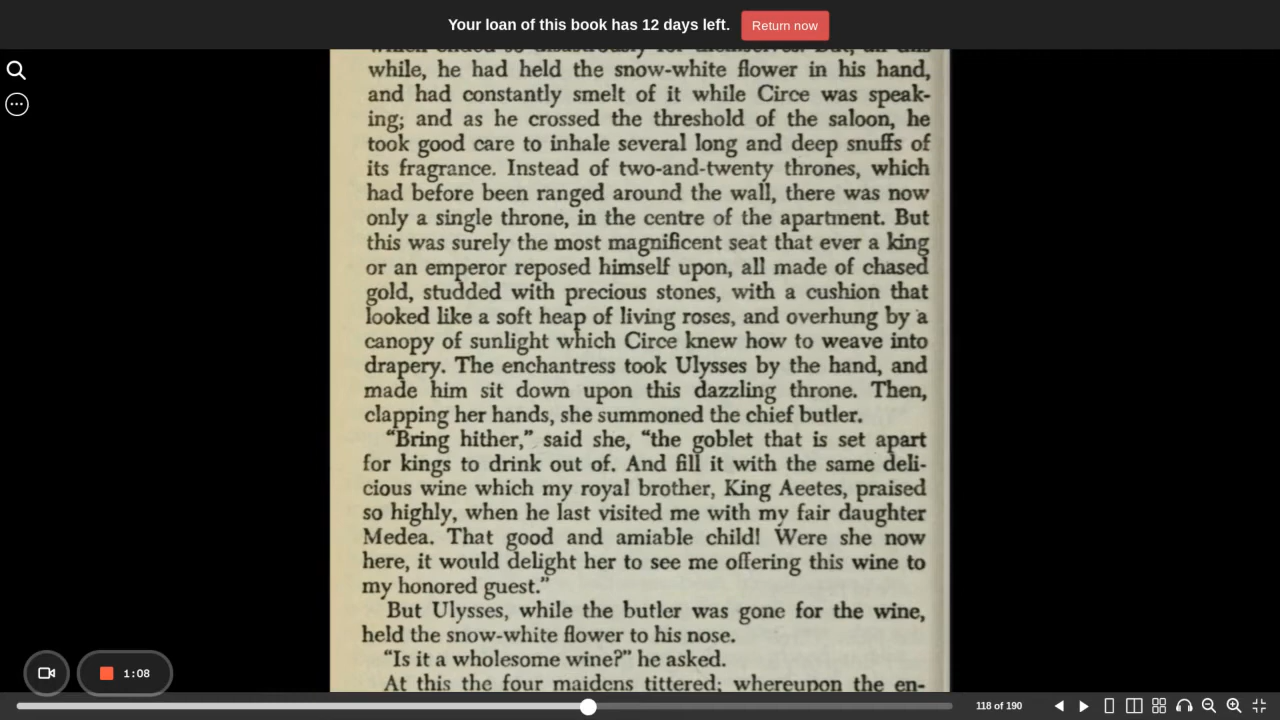 Your loan of this book has 12 days left. Return now
which ended so disastrously for themselves. But, all this
while, he had held the snow-white flower in his hand,
and had constantly smelt of it while Circe was speak-
ing; and as he crossed the threshold of the saloon, he
took good care to inhale several long and deep snuffs of
its fragrance. Instead of two-and-twenty thrones, which
had before been ranged around the wall, there was now
only a single throne, in the centre of the apartment. But
this was surely the most magnificent seat that ever a king
or an emperor reposed himself upon, all made of chased
gold, studded with precious stones, with a cushion that
looked like a soft heap of living roses, and overhung by a
canopy of sunlight which Circe knew how to weave into
drapery. The enchantress took Ulysses by the hand, and
made him sit down upon this dazzling throne. Then,
clapping her hands, she summoned the chief butler.
“Bring hither,” said she, “the goblet that is set apart
for kings to drink out of. And fill it with the same deli-
cious wine which my royal brother, King Aeetes, praised
so highly, when he last visited me with my fair daughter
Medea. That good and amiable child! Were she now
here, it would delight her to see me offering this wine to
my honored guest.”
But Ulysses, while the butler was gone for the wine,
held the snow-white flower to his nose.
“Is it a wholesome wine?” he asked.
At this the four maidens tittered; whereupon the en-
1:08
118 of 190